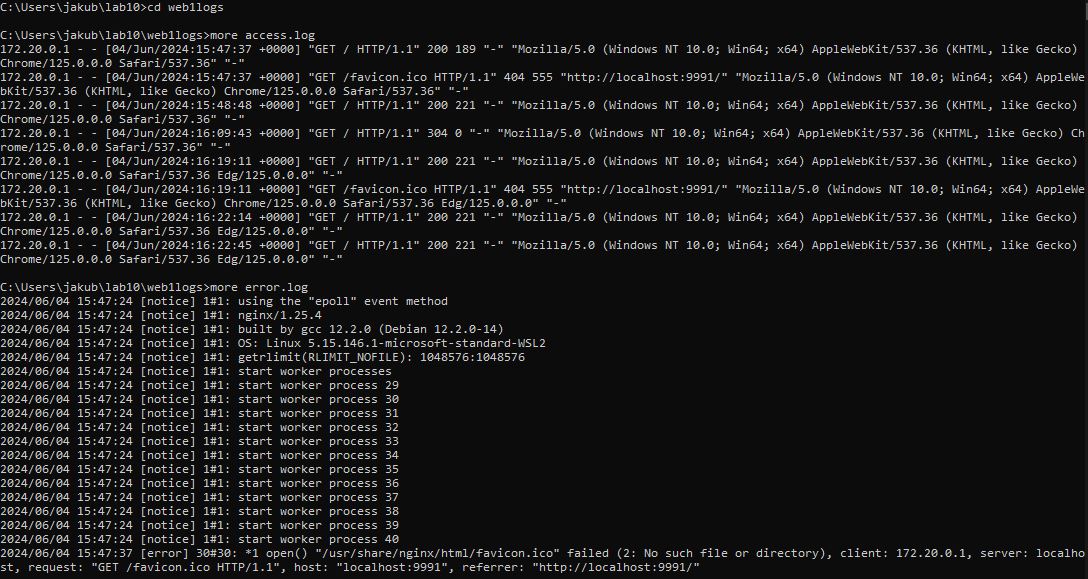 C:\Users\jakub\lab10>cd web1logs
C:\Users\jakub\lab10\web1logs>more access.log
172.20.0.1 - - [04/Jun/2024:15:47:37 +0000] "GET / HTTP/1.1" 200 189 "-" "Mozilla/5.0 (Windows NT 10.0; Win64; x64) AppleWebKit/537.36 (KHTML, like Gecko)
Chrome/125.0.0.0 Safari/537.36" "-"
172.20.0.1 - - [04/Jun/2024:15:47:37 +0000] "GET /favicon.ico HTTP/1.1" 404 555 "http://localhost:9991/" "Mozilla/5.0 (Windows NT 10.0; Win64; x64) AppleWe
bKit/537.36 (KHTML, like Gecko) Chrome/125.0.0.0 Safari/537.36" "-"
172.20.0.1 - - [04/Jun/2024:15:48:48 +0000] "GET / HTTP/1.1" 200 221 "-" "Mozilla/5.0 (Windows NT 10.0; Win64; x64) AppleWebKit/537.36 (KHTML, like Gecko)
Chrome/125.0.0.0 Safari/537.36" "-"
172.20.0.1 - - [04/Jun/2024:16:09:43 +0000] "GET / HTTP/1.1" 304 0 "-" "Mozilla/5.0 (Windows NT 10.0; Win64; x64) AppleWebKit/537.36 (KHTML, like Gecko) Ch
rome/125.0.0.0 Safari/537.36" "-"
172.20.0.1 - - [04/Jun/2024:16:19:11 +0000] "GET / HTTP/1.1" 200 221 "-" "Mozilla/5.0 (Windows NT 10.0; Win64; x64) AppleWebKit/537.36 (KHTML, like Gecko)
Chrome/125.0.0.0 Safari/537.36 Edg/125.0.0.0" "-"
172.20.0.1 - - [04/Jun/2024:16:19:11 +0000] "GET /favicon.ico HTTP/1.1" 404 555 "http://localhost:9991/" "Mozilla/5.0 (Windows NT 10.0; Win64; x64) AppleWe
bKit/537.36 (KHTML, like Gecko) Chrome/125.0.0.0 Safari/537.36 Edg/125.0.0.0" "-"
172.20.0.1 - - [04/Jun/2024:16:22:14 +0000] "GET / HTTP/1.1" 200 221 "-" "Mozilla/5.0 (Windows NT 10.0; Win64; x64) AppleWebKit/537.36 (KHTML, like Gecko)
Chrome/125.0.0.0 Safari/537.36 Edg/125.0.0.0" "-"
172.20.0.1 - - [04/Jun/2024:16:22:45 +0000] "GET / HTTP/1.1" 200 221 "-" "Mozilla/5.0 (Windows NT 10.0; Win64; x64) AppleWebKit/537.36 (KHTML, like Gecko)
Chrome/125.0.0.0 Safari/537.36 Edg/125.0.0.0" "-"
C:\Users\jakub\lab10\web1logs>more error.log
2024/06/04 15:47:24 [notice] 1#1: using the "epoll" event method
2024/06/04 15:47:24 [notice] 1#1: nginx/1.25.4
2024/06/04 15:47:24 [notice] 1#1: built by gcc 12.2.0 (Debian 12.2.0-14)
2024/06/04 15:47:24 [notice] 1#1: OS: Linux 5.15.146.1-microsoft-standard-WSL2
2024/06/04 15:47:24 [notice] 1#1: getrlimit(RLIMIT_NOFILE): 1048576:1048576
2024/06/04 15:47:24 [notice] 1#1: start worker processes
2024/06/04 15:47:24 [notice] 1#1: start worker process 29
2024/06/04 15:47:24 [notice] 1#1: start worker process 30
2024/06/04 15:47:24 [notice] 1#1: start worker process 31
2024/06/04 15:47:24 [notice] 1#1: start worker process 32
2024/06/04 15:47:24 [notice] 1#1: start worker process 33
2024/06/04 15:47:24 [notice] 1#1: start worker process 34
2024/06/04 15:47:24 [notice] 1#1: start worker process 35
2024/06/04 15:47:24 [notice] 1#1: start worker process 36
2024/06/04 15:47:24 [notice] 1#1: start worker process 37
2024/06/04 15:47:24 [notice] 1#1: start worker process 38
2024/06/04 15:47:24 [notice] 1#1: start worker process 39
2024/06/04 15:47:24 [notice] 1#1: start worker process 40
2024/06/04 15:47:37 [error] 30#30: *1 open() "/usr/share/nginx/html/favicon.ico" failed (2: No such file or directory), client: 172.20.0.1, server: localho
st, request: "GET /favicon.ico HTTP/1.1", host: "localhost:9991", referrer: "http://localhost:9991/"